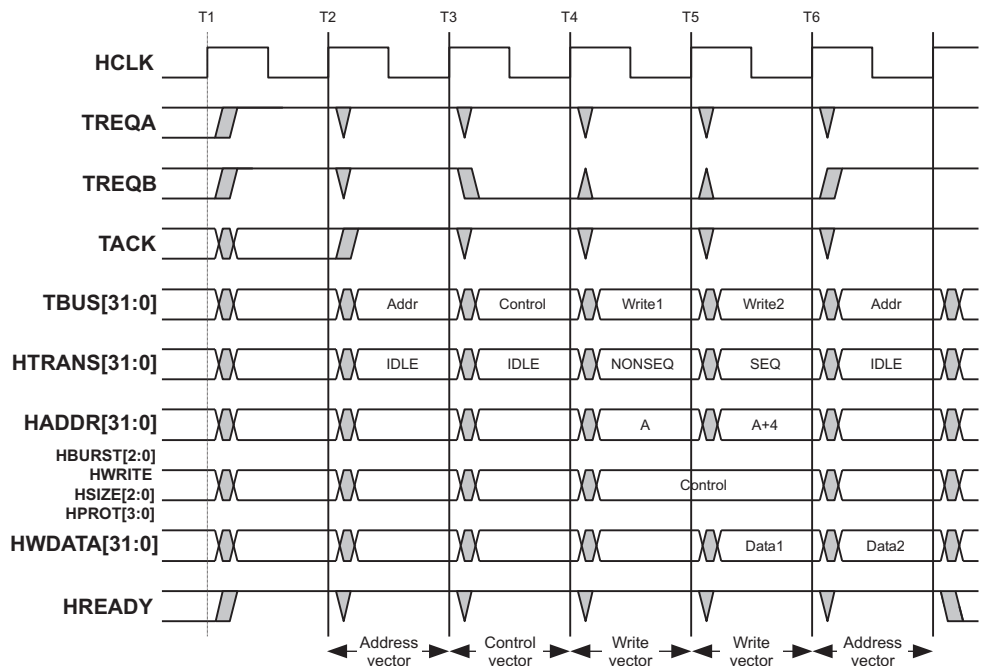 T1 T2 T3 T4 T5 T6
HCLK
TREQA
TREQB
TACK
TBUS[31:0] Addr Control Write1 Write2 Addr
HTRANS[31:0] IDLE IDLE NONSEQ SEQ IDLE
HADDR[31:0] A A+4
HBURST[2:0]
HWRITE
HSIZE[2:0]
HPROT[3:0]
Control
HWDATA[31:0] Data1 Data2
HREADY
Address Control Write Write Address
vector vector vector vector vector